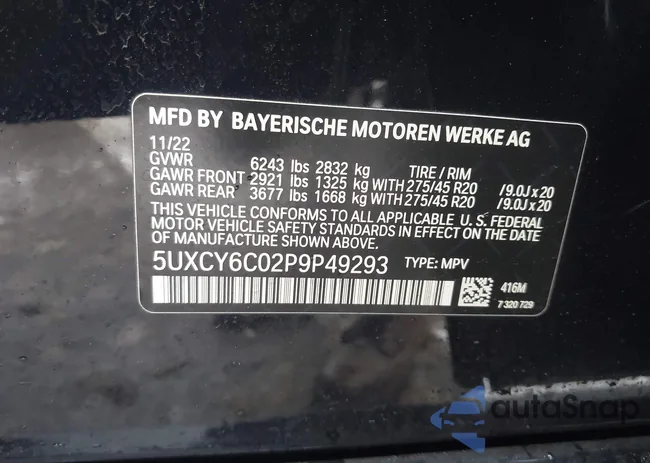 MFD BY BAYERISCHE MOTOREN WERKE AG
11/22
GVWR 6243 lbs 2832 kg TIRE / RIM
GAWR FRONT 2921 lbs 1325 kg WITH 275/45 R20 /9.0J x 20
GAWR REAR 3677 lbs 1668 kg WITH 275/45 R20 /9.0J x 20
THIS VEHICLE CONFORMS TO ALL APPLICABLE U. S. FEDERAL
MOTOR VEHICLE SAFETY STANDARDS IN EFFECT ON THE DATE OF
MANUFACTURE SHOWN ABOVE.
5UXCY6C02P9P49293 TYPE: MPV
416M
7 320 729
autoSnap